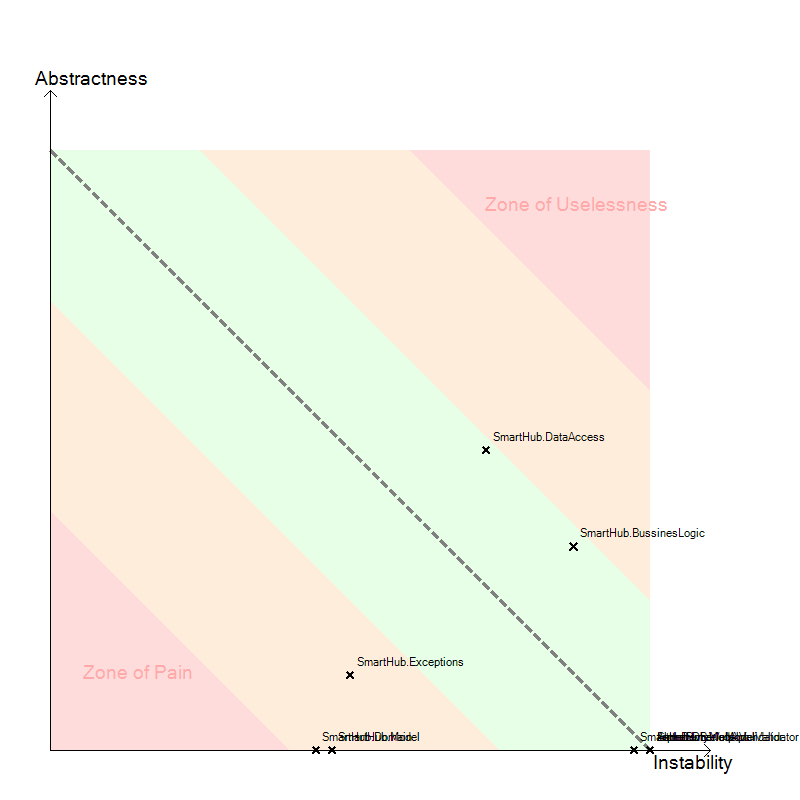 Abstractness
Zone of Uselessness
SmartHub.DataAccess
SmartHub.BussinesLogic
SmartHub.Exceptions
Zone of Pain
Instability